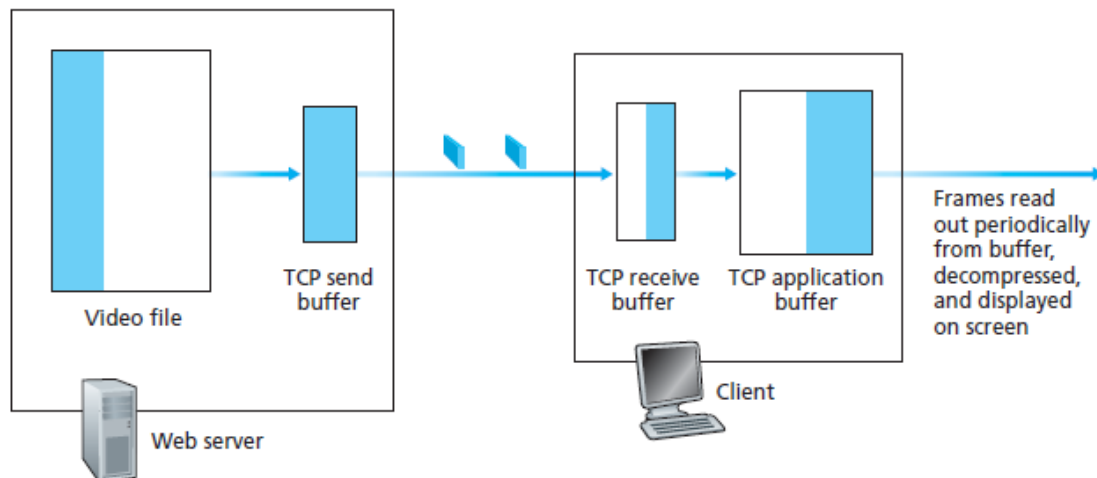 Video file
TCP send
buffer
Web server
TCP receive
buffer
TCP application
buffer
Client
Frames read
out periodically
from buffer,
decompressed,
and displayed
on screen